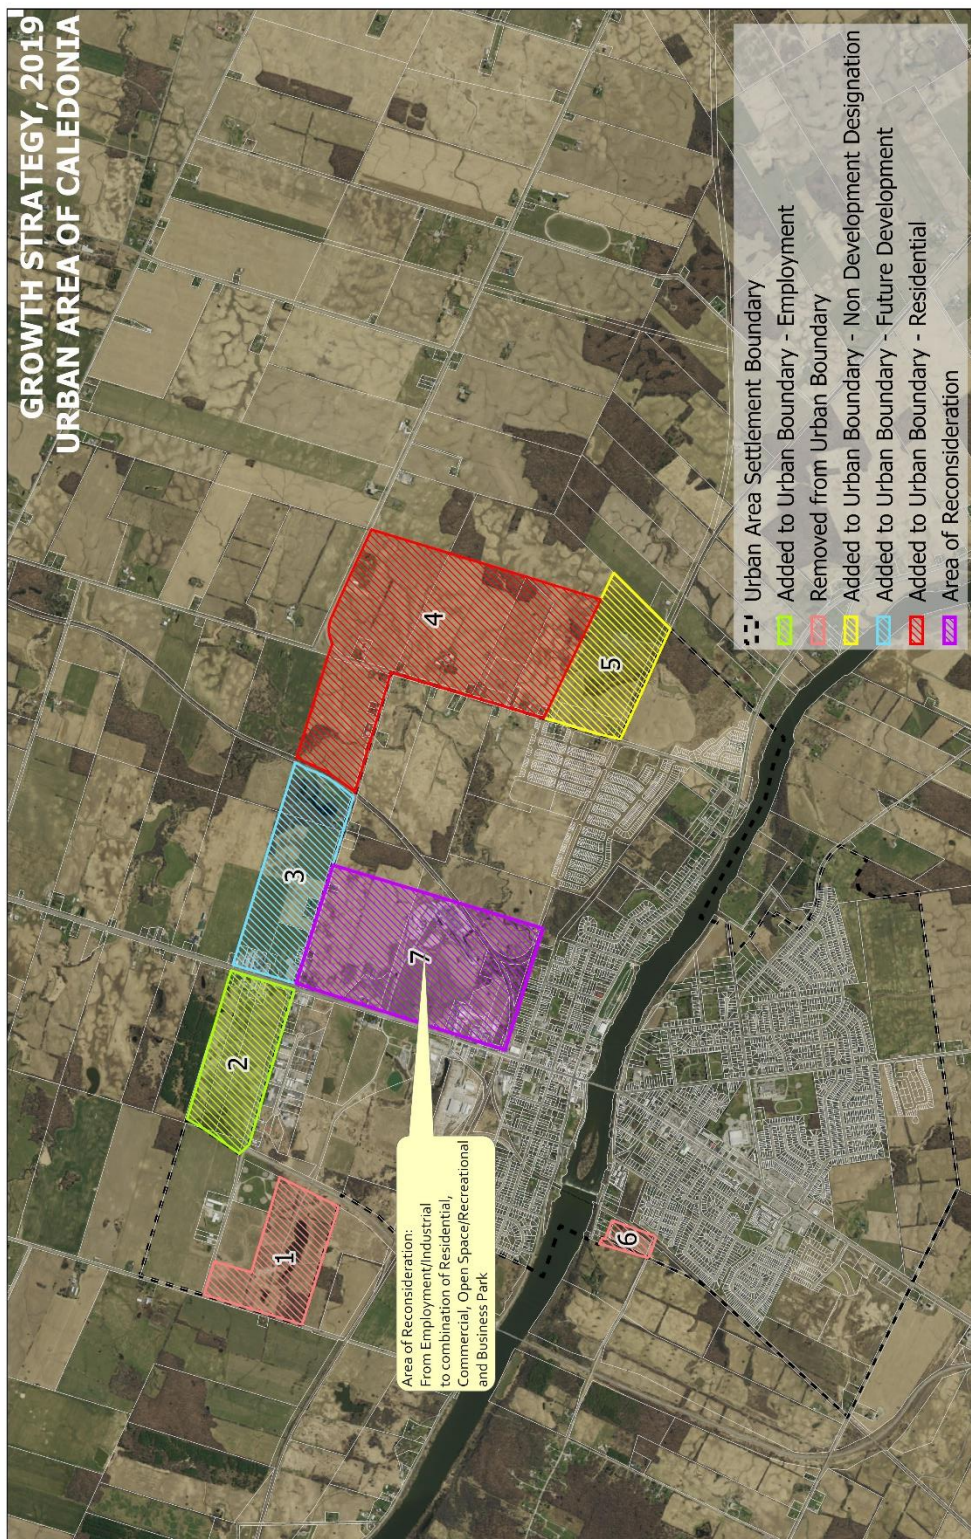 GROWTH STRATEGY, 2019
URBAN AREA OF CALEDONIA
1
2
3
4
5
6
7
Area of Reconsideration:
From Employment/Industrial
to combination of Residential,
Commercial, Open Space/Recreational
and Business Park
Urban Area Settlement Boundary
Added to Urban Boundary - Employment
Removed from Urban Boundary
Added to Urban Boundary - Non Development Designation
Added to Urban Boundary - Future Development
Added to Urban Boundary - Residential
Area of Reconsideration